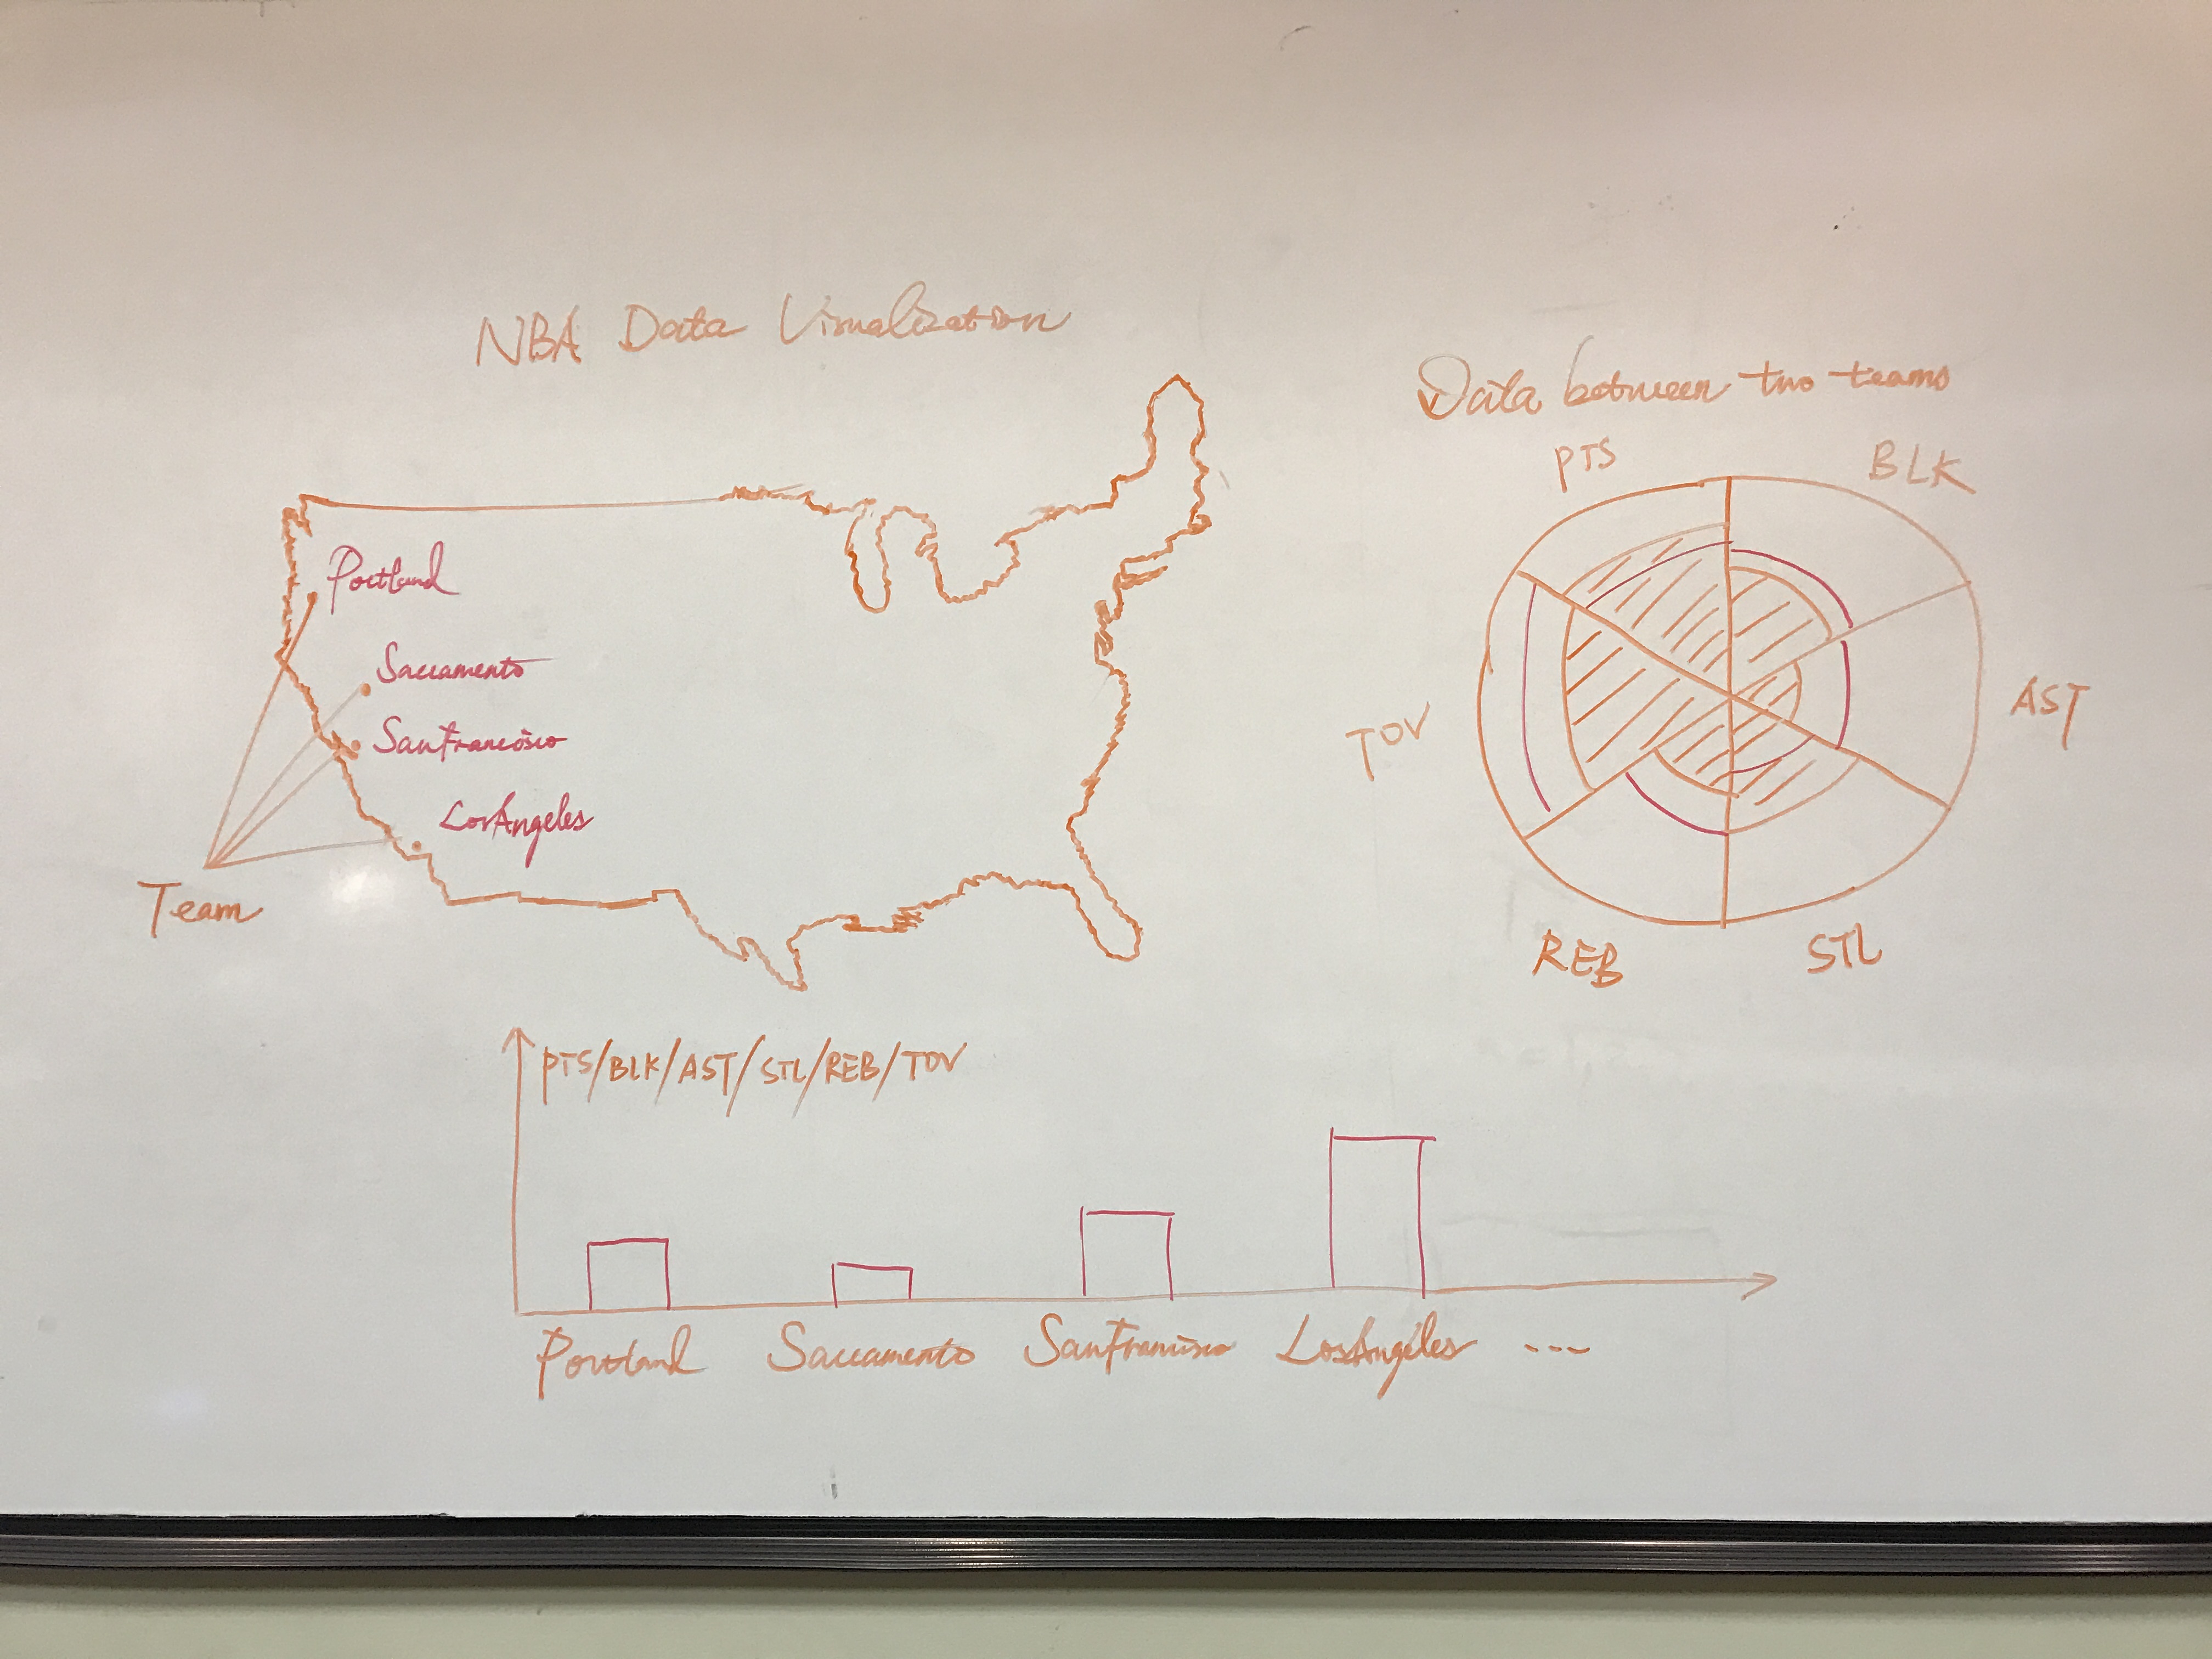 NBA Data Visualization
Portland
Saccamento
SanFrancisco
LosAngeles
Team
Data between two teams
PTS
BLK
TOV
AST
REB
STL
PTS/BLK/AST/STL/REB/TOV
Portland
Saccamento
SanFrancisco
LosAngeles
---